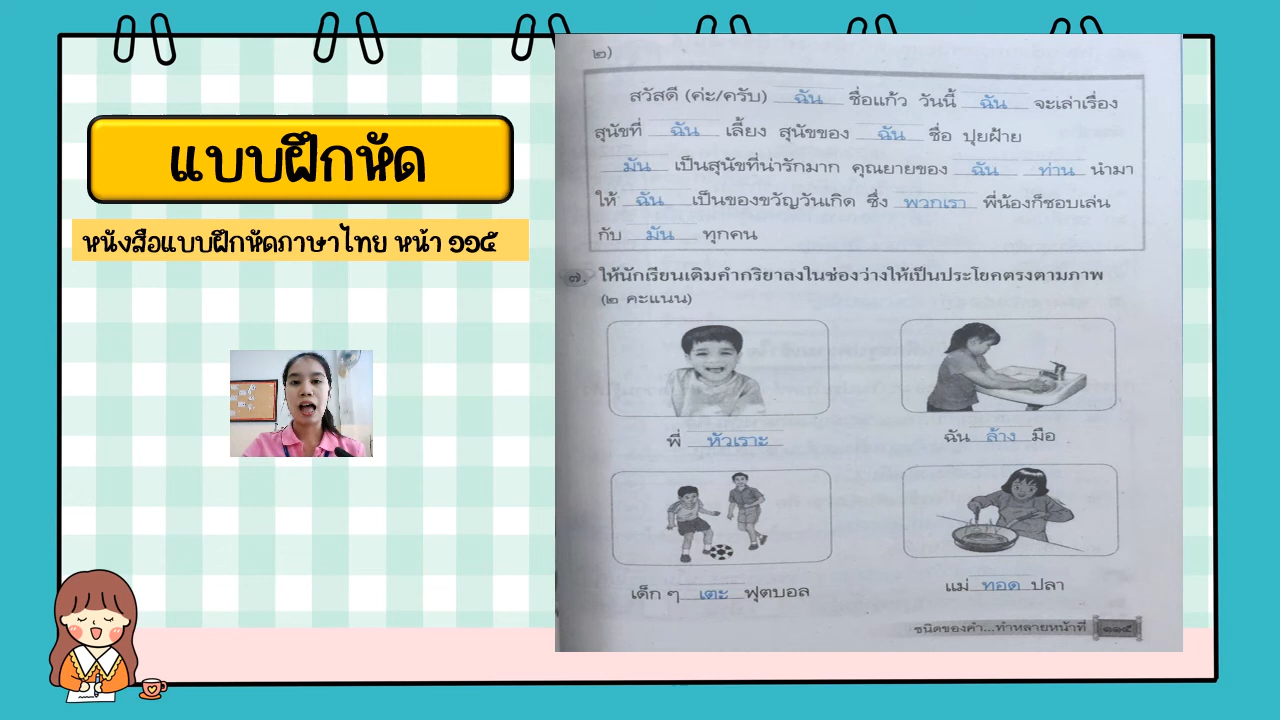 แบบฝึกหัด
หนังสือแบบฝึกหัดภาษาไทย หน้า ๑๑๕
๒)
สวัสดี (ค่ะ/ครับ) ฉัน ชื่อแก้ว วันนี้ ฉัน จะเล่าเรื่อง
สุนัขที่ ฉัน เลี้ยง สุนัขของ ฉัน ชื่อ ปุยฝ้าย
มัน เป็นสุนัขที่น่ารักมาก คุณยายของ ฉัน ท่าน นำมา
ให้ ฉัน เป็นของขวัญวันเกิด ซึ่ง พวกเรา พี่น้องก็ชอบเล่น
กับ มัน ทุกคน
๗. ให้นักเรียนเติมคำกริยาลงในช่องว่างให้เป็นประโยคตรงตามภาพ
(๒ คะแนน)
พี่ หัวเราะ
ฉัน ล้าง มือ
เด็ก ๆ เตะ ฟุตบอล
แม่ ทอด ปลา
ชนิดของคำ...ทำหลายหน้าที่ ๑๑๕